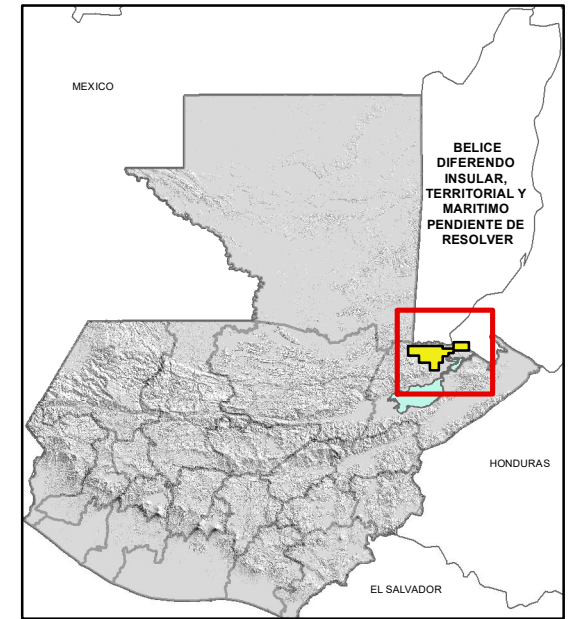 MEXICO
BELICE
DIFERENDO
INSULAR,
TERRITORIAL Y
MARITIMO
PENDIENTE DE
RESOLVER
HONDURAS
EL SALVADOR